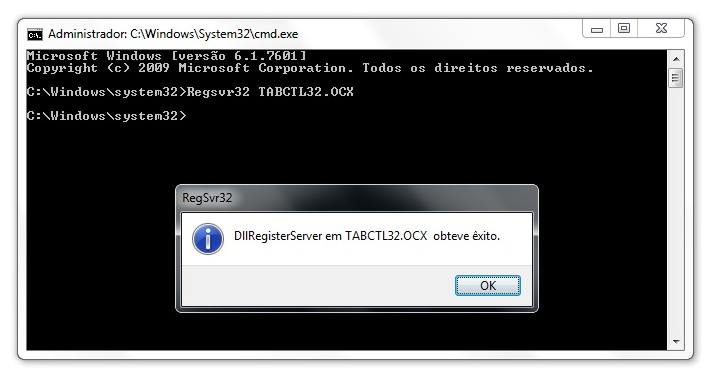 Administrador: C:\Windows\System32\cmd.exe
Microsoft Windows [versão 6.1.7601]
Copyright (c) 2009 Microsoft Corporation. Todos os direitos reservados.
C:\Windows\system32>Regsvr32 TABCTL32.OCX
C:\Windows\system32>
RegSvr32
DllRegisterServer em TABCTL32.OCX obteve êxito.
OK